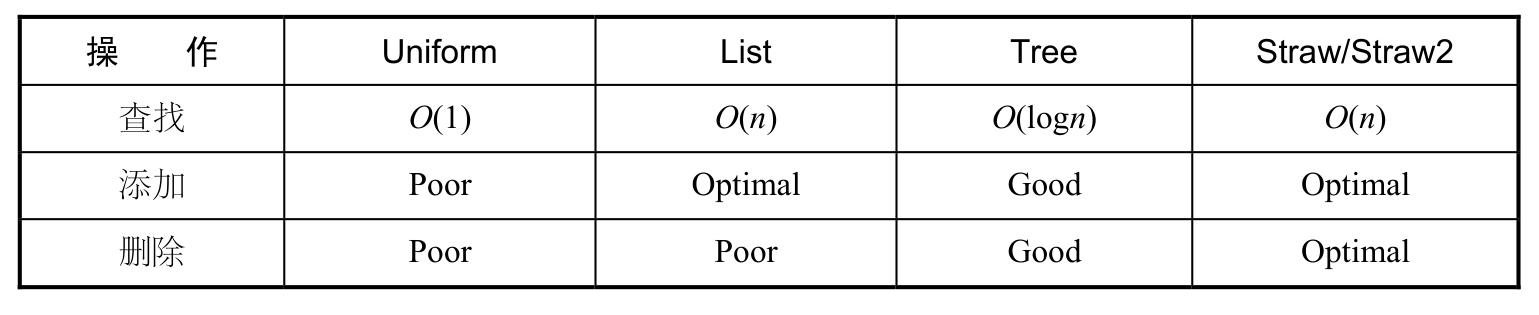 操 作 Uniform List Tree Straw/Straw2
查找 O(1) O(n) O(logn) O(n)
添加 Poor Optimal Good Optimal
删除 Poor Poor Good Optimal